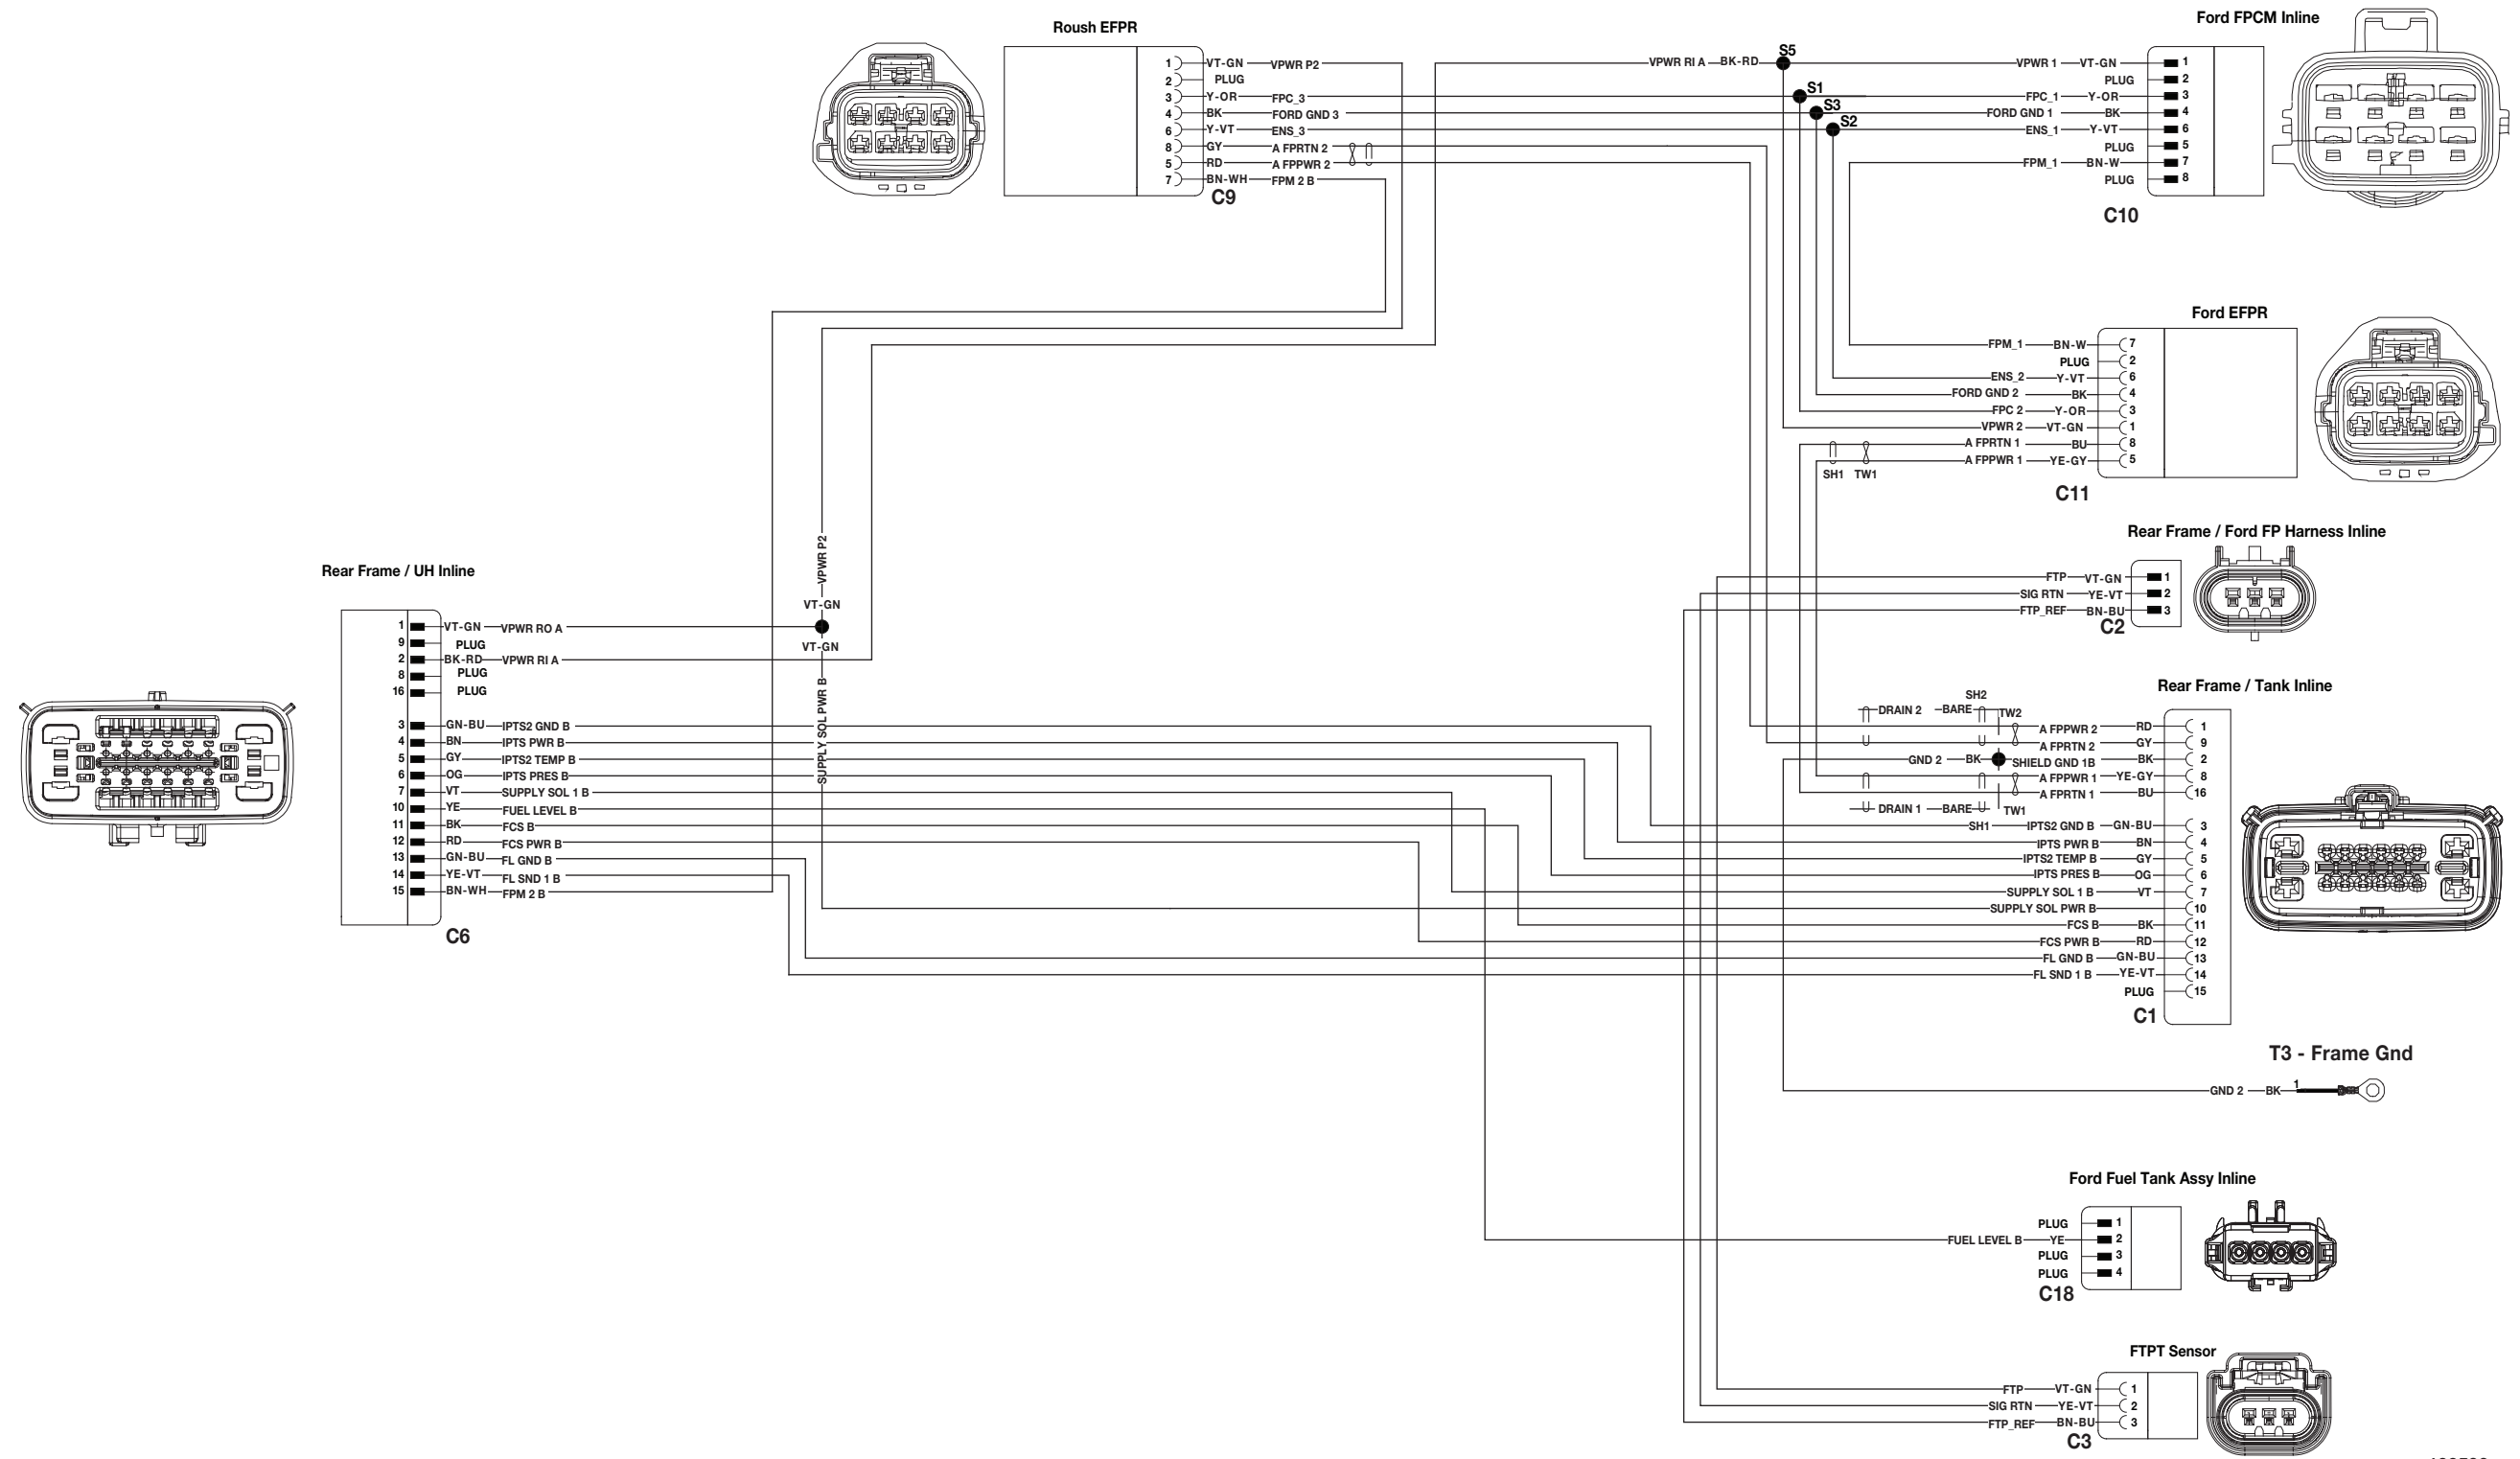 Roush EFPR
1 VT-GN VPWR P2
2 PLUG
3 Y-OR FPC_3
4 BK FORD GND 3
6 Y-VT ENS_3
8 GY A FPRTN 2
5 RD A FPPWR 2
7 BN-WH FPM 2 B
C9
Ford FPCM Inline
VPWR RI A BK-RD S5 VPWR 1 VT-GN 1
PLUG 2
S1 FPC_1 Y-OR 3
S3 FORD GND 1 BK 4
S2 ENS_1 Y-VT 6
PLUG 5
FPM_1 BN-W 7
PLUG 8
C10
Ford EFPR
FPM_1 BN-W 7
PLUG 2
ENS_2 Y-VT 6
FORD GND 2 BK 4
FPC 2 Y-OR 3
VPWR 2 VT-GN 1
A FPRTN 1 BU 8
A FPPWR 1 YE-GY 5
SH1 TW1
C11
Rear Frame / Ford FP Harness Inline
FTP VT-GN 1
SIG RTN YE-VT 2
FTP_REF BN-BU 3
C2
Rear Frame / UH Inline
VPWR P2
VT-GN
VT-GN
SUPPLY SOL PWR B
1 VT-GN VPWR RO A
9 PLUG
2 BK-RD VPWR RI A
8 PLUG
16 PLUG
3 GN-BU IPTS2 GND B
4 BN IPTS PWR B
5 GY IPTS2 TEMP B
6 OG IPTS PRES B
7 VT SUPPLY SOL 1 B
10 YE FUEL LEVEL B
11 BK FCS B
12 RD FCS PWR B
13 GN-BU FL GND B
14 YE-VT FL SND 1 B
15 BN-WH FPM 2 B
C6
Rear Frame / Tank Inline
SH2
DRAIN 2 BARE TW2
A FPPWR 2 RD 1
A FPRTN 2 GY 9
GND 2 BK SHIELD GND 1B BK 2
A FPPWR 1 YE-GY 8
A FPRTN 1 BU 16
DRAIN 1 BARE TW1
SH1 IPTS2 GND B GN-BU 3
IPTS PWR B BN 4
IPTS2 TEMP B GY 5
IPTS PRES B OG 6
SUPPLY SOL 1 B VT 7
SUPPLY SOL PWR B 10
FCS B BK 11
FCS PWR B RD 12
FL GND B GN-BU 13
FL SND 1 B YE-VT 14
PLUG 15
C1
T3 - Frame Gnd
GND 2 BK 1
Ford Fuel Tank Assy Inline
PLUG 1
FUEL LEVEL B YE 2
PLUG 3
PLUG 4
C18
FTPT Sensor
FTP VT-GN 1
SIG RTN YE-VT 2
FTP_REF BN-BU 3
C3